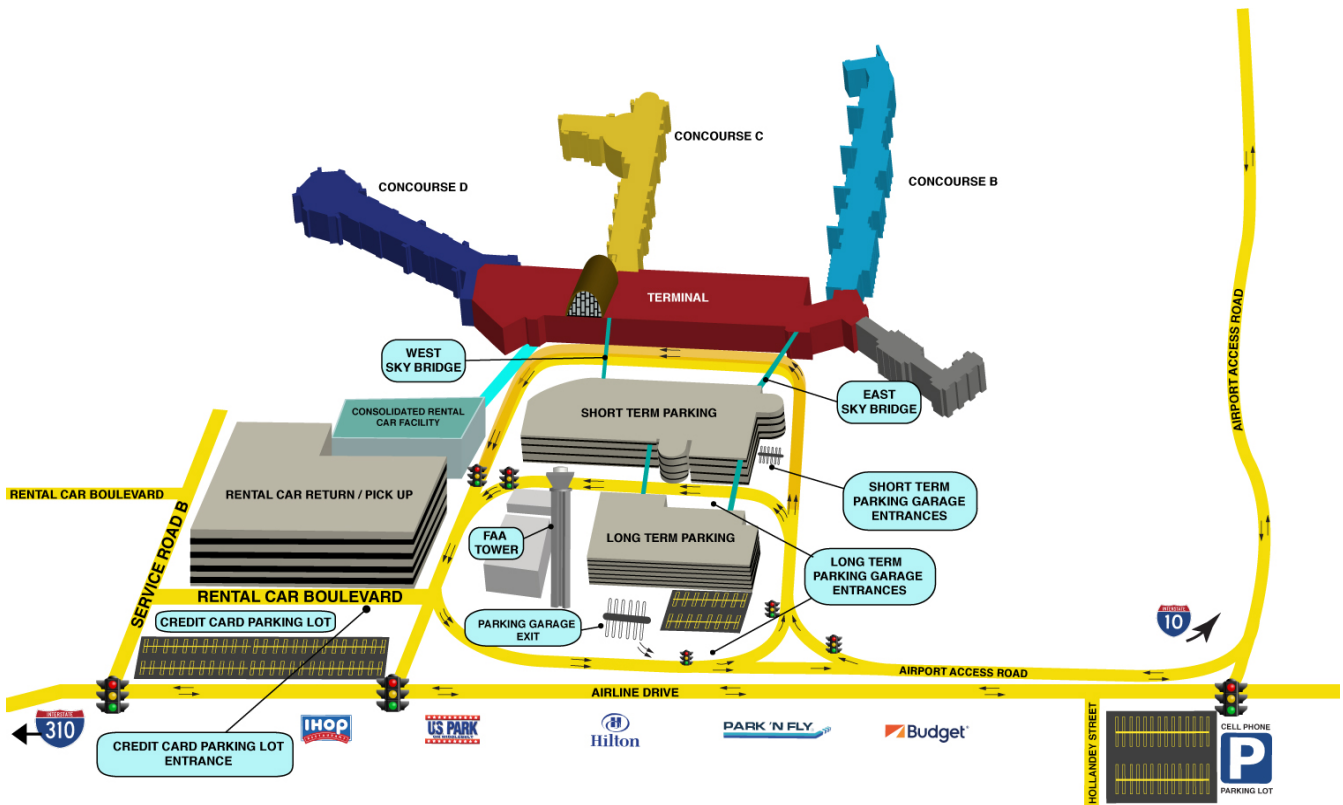 CONCOURSE C
CONCOURSE D
CONCOURSE B
TERMINAL
WEST
SKY BRIDGE
EAST
SKY BRIDGE
AIRPORT ACCESS ROAD
CONSOLIDATED RENTAL
CAR FACILITY
SHORT TERM PARKING
RENTAL CAR BOULEVARD
RENTAL CAR RETURN / PICK UP
SHORT TERM
PARKING GARAGE
ENTRANCES
SERVICE ROAD B
FAA
TOWER
LONG TERM PARKING
LONG TERM
PARKING GARAGE
ENTRANCES
RENTAL CAR BOULEVARD
CREDIT CARD PARKING LOT
PARKING GARAGE
EXIT
INTERSTATE
10
AIRPORT ACCESS ROAD
AIRLINE DRIVE
INTERSTATE
310
IHOP
RESTAURANT
US PARK
Hilton
PARK 'N FLY
Budget
CREDIT CARD PARKING LOT
ENTRANCE
HOLLANDEY STREET
CELL PHONE
P
PARKING LOT